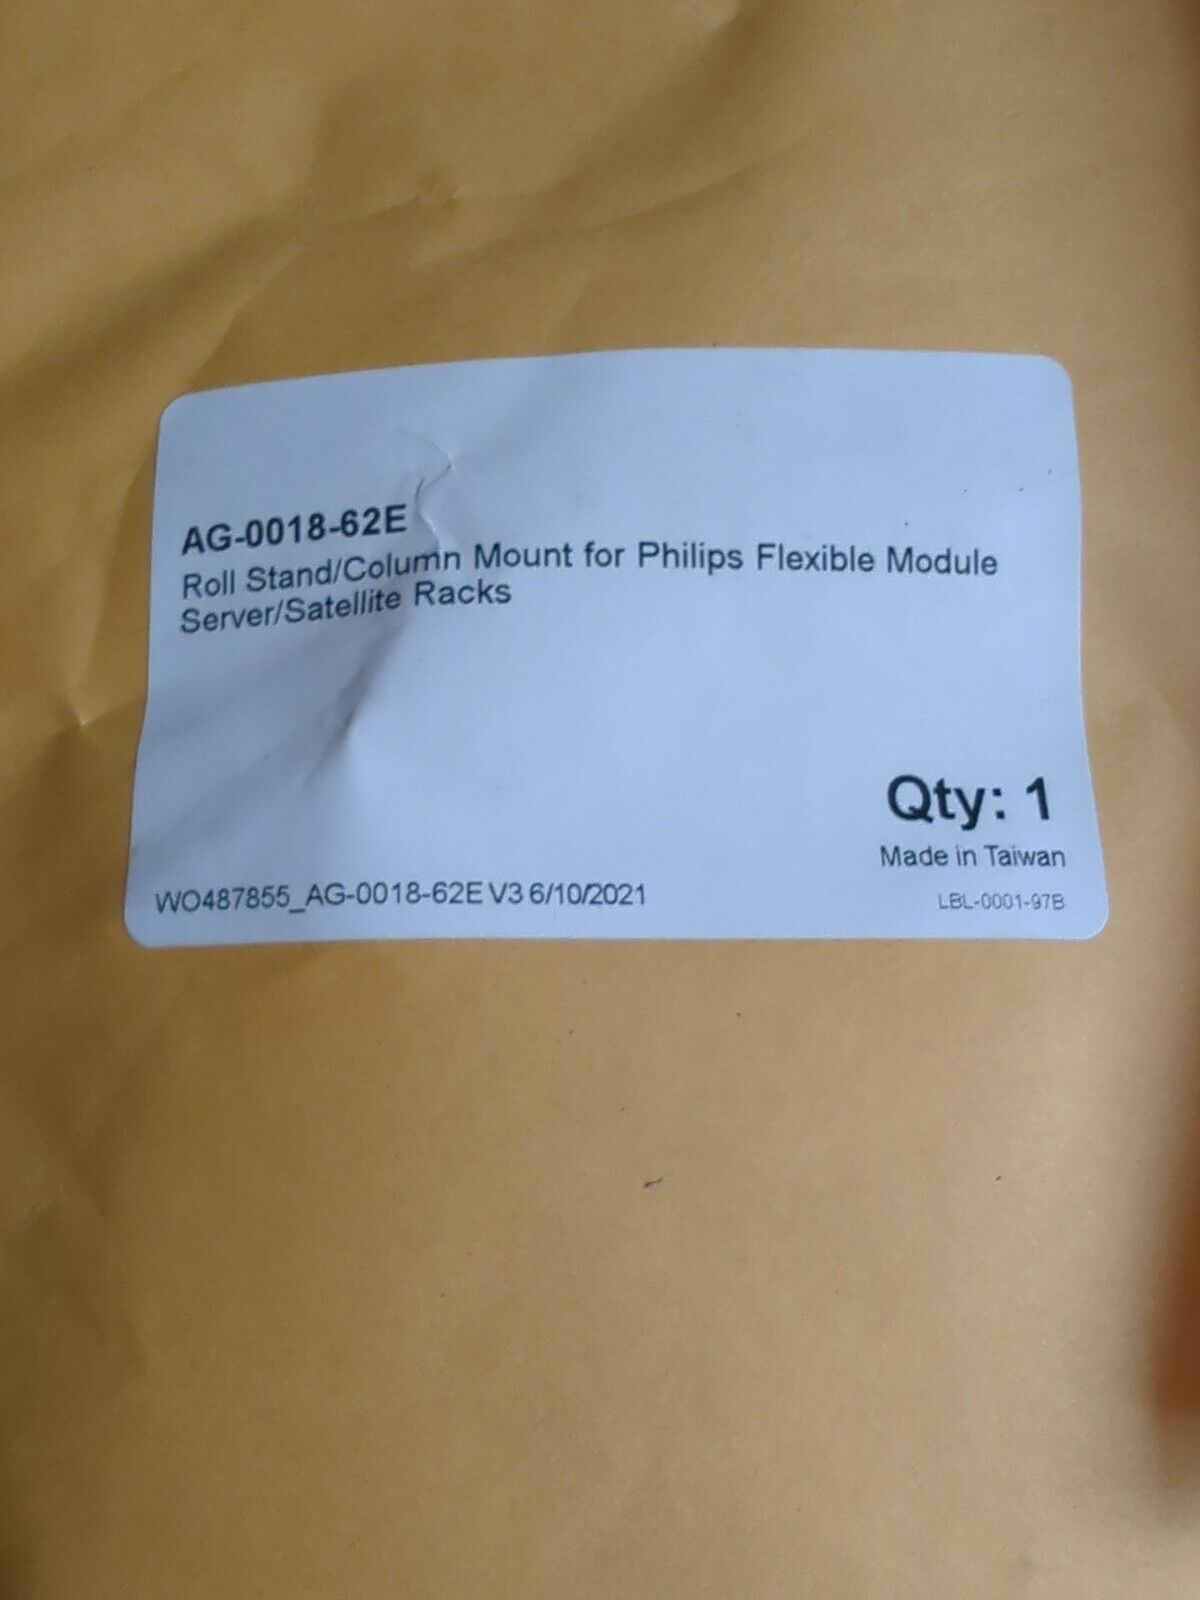 AG-0018-62E
Roll Stand/Column Mount for Philips Flexible Module
Server/Satellite Racks
Qty: 1
Made in Taiwan
WO487855_AG-0018-62E V3 6/10/2021
LBL-0001-97B